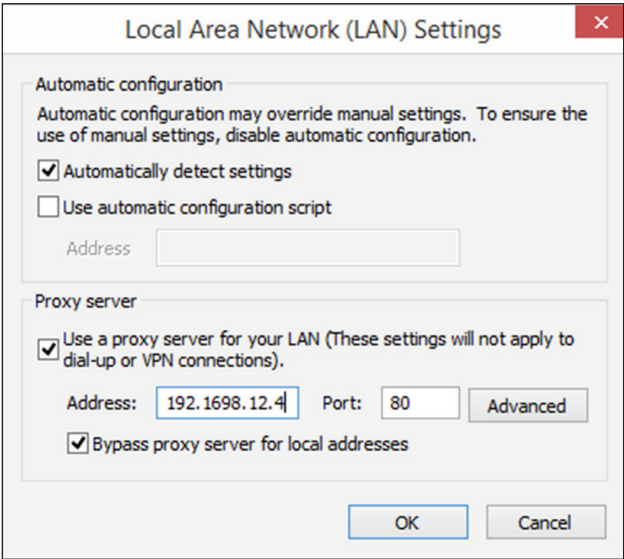 Local Area Network (LAN) Settings
Automatic configuration
Automatic configuration may override manual settings. To ensure the
use of manual settings, disable automatic configuration.
Automatically detect settings
Use automatic configuration script
Address
Proxy server
Use a proxy server for your LAN (These settings will not apply to
dial-up or VPN connections).
Address: 192.1698.12.4 Port: 80 Advanced
Bypass proxy server for local addresses
OK Cancel